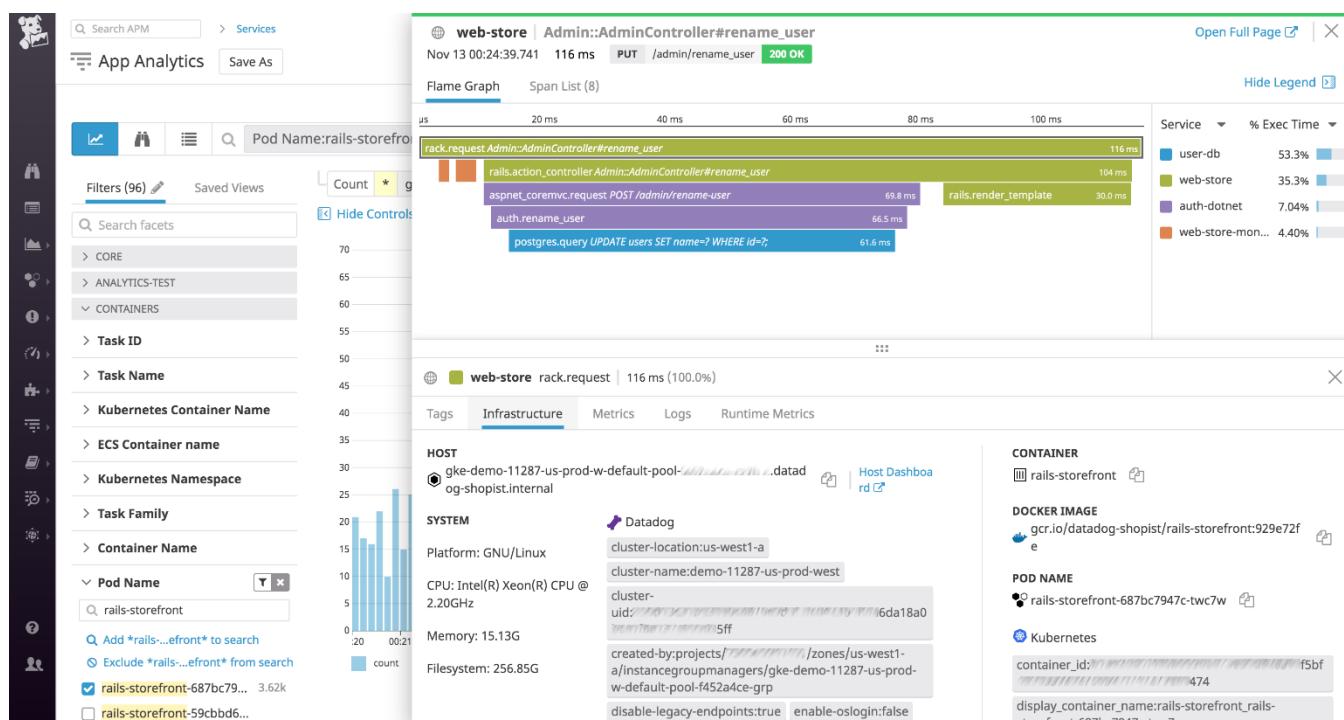 Search APM > Services
App Analytics Save As
Pod Name:rails-storefro
Filters (96) Saved Views
Search facets
CORE
ANALYTICS-TEST
CONTAINERS
Task ID
Task Name
Kubernetes Container Name
ECS Container name
Kubernetes Namespace
Task Family
Container Name
Pod Name
rails-storefront
Add *rails-...efront* to search
Exclude *rails-...efront* from search
rails-storefront-687bc79... 3.62k
rails-storefront-59cbbd6...
Count * g
Hide Controls
70
65
60
55
50
45
40
35
30
25
20
15
10
5
0
:20 00:21
count
web-store Admin::AdminController#rename_user
Open Full Page
Nov 13 00:24:39.741 116 ms PUT /admin/rename_user 200 OK
Flame Graph Span List (8)
Hide Legend
µs 20 ms 40 ms 60 ms 80 ms 100 ms
rack.request Admin::AdminController#rename_user 116 ms
rails.action_controller Admin::AdminController#rename_user 104 ms
aspnet_coremvc.request POST /admin/rename-user 69.8 ms
rails.render_template 30.0 ms
auth.rename_user 66.5 ms
postgres.query UPDATE users SET name=? WHERE id=?; 61.6 ms
Service % Exec Time
user-db 53.3%
web-store 35.3%
auth-dotnet 7.04%
web-store-mon... 4.40%
web-store rack.request 116 ms (100.0%)
Tags Infrastructure Metrics Logs Runtime Metrics
HOST
gke-demo-11287-us-prod-w-default-pool- .datad
og-shopist.internal
Host Dashboa
rd
SYSTEM
Platform: GNU/Linux
CPU: Intel(R) Xeon(R) CPU @
2.20GHz
Memory: 15.13G
Filesystem: 256.85G
Datadog
cluster-location:us-west1-a
cluster-name:demo-11287-us-prod-west
cluster-
uid: 6da18a0
5ff
created-by:projects/ /zones/us-west1-
a/instancegroupmanagers/gke-demo-11287-us-prod-
w-default-pool-f452a4ce-grp
disable-legacy-endpoints:true enable-oslogin:false
CONTAINER
rails-storefront
DOCKER IMAGE
gcr.io/datadog-shopist/rails-storefront:929e72f
e
POD NAME
rails-storefront-687bc7947c-twc7w
Kubernetes
container_id: f5bf
474
display_container_name:rails-storefront_rails-